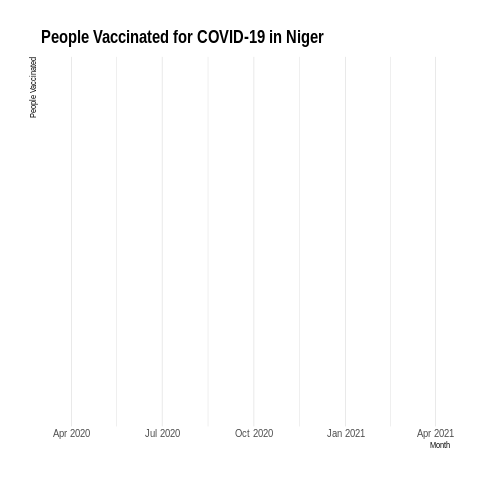 People Vaccinated for COVID-19 in Niger
People Vaccinated
Apr 2020
Jul 2020
Oct 2020
Jan 2021
Apr 2021
Month